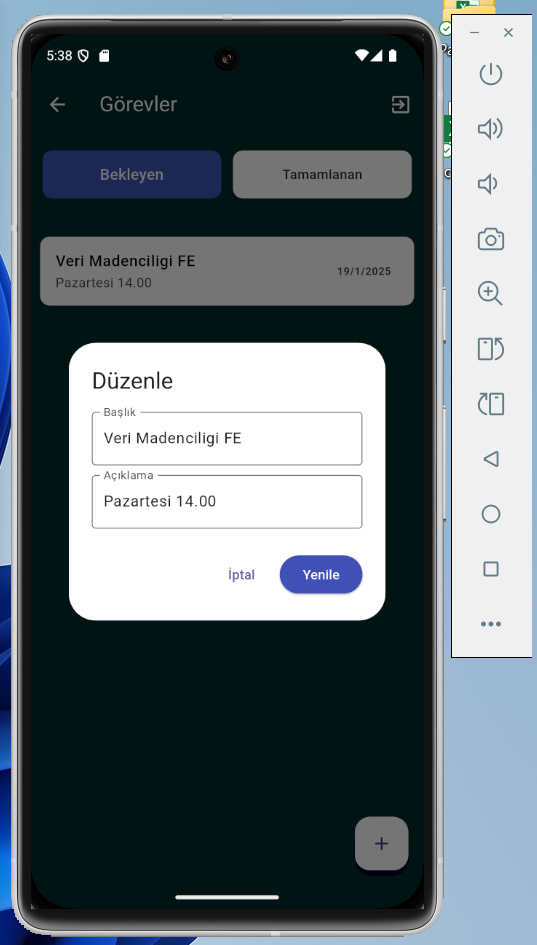 5:38
Görevler
Bekleyen
Tamamlanan
Veri Madenciligi FE
Pazartesi 14.00
19/1/2025
Düzenle
Başlık
Veri Madenciligi FE
Açıklama
Pazartesi 14.00
İptal
Yenile